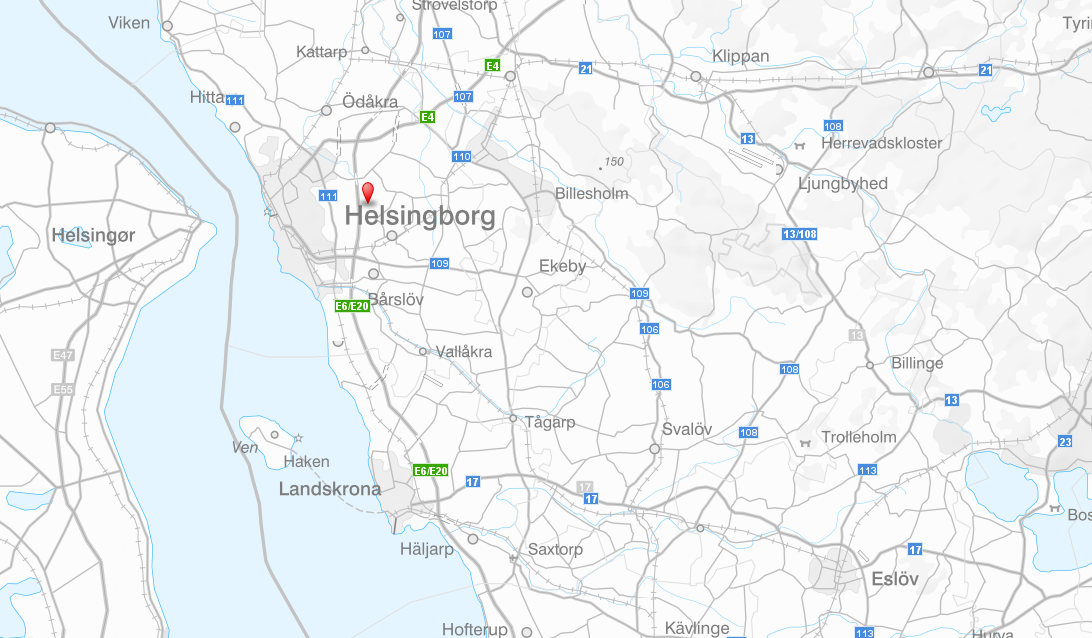 Strøvelstorp
Viken
Tyri
107
Kattarp
Klippan
E4
21
21
Hitta
111
Ödåkra
107
E4
108
13
Herrevadskloster
110
150
Ljungbyhed
Billesholm
111
Helsingborg
Helsingør
13/108
109
Ekeby
109
Bårslöv
E6/E20
106
13
E47
Vallåkra
Billinge
108
E55
106
13
Tågarp
Svalöv
108
Trolleholm
23
Ven
Haken
E6/E20
113
17
Landskrona
17
17
Bos
Häljarp
Saxtorp
17
Eslöv
Hofterup
Kävlinge
113
Hurva